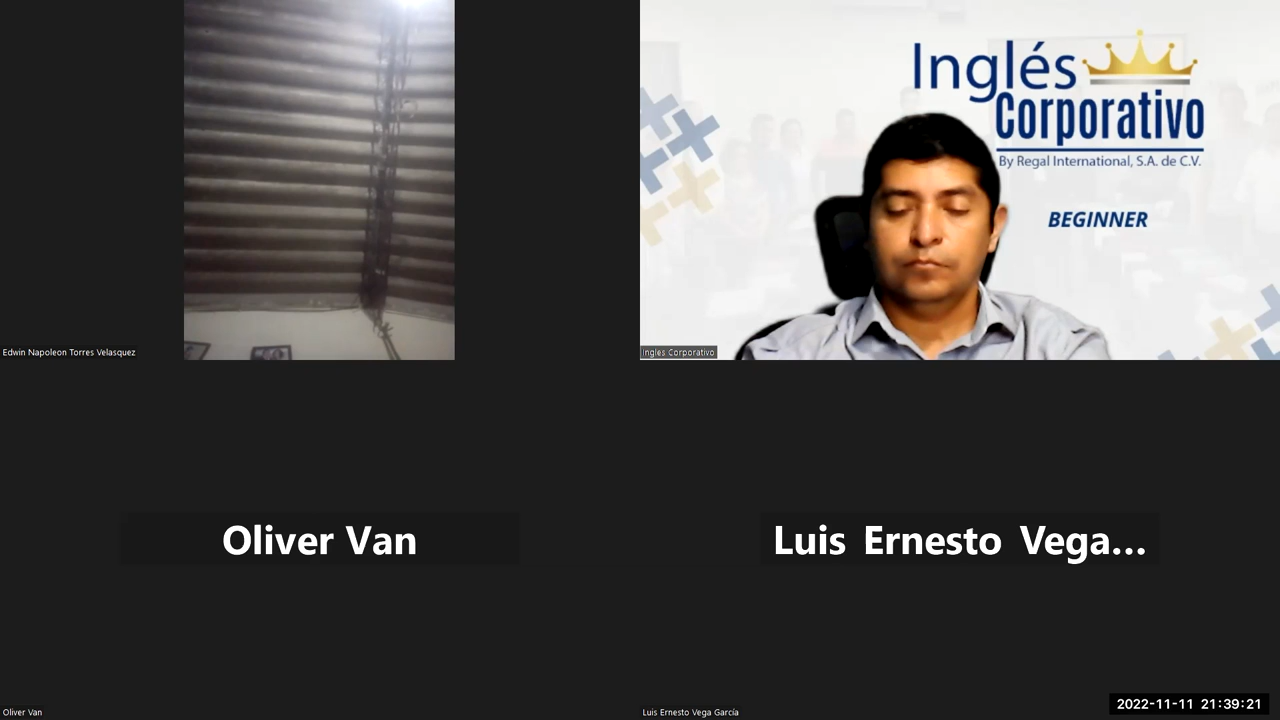 Inglés
Corporativo
By Regal International, S.A. de C.V.
BEGINNER
Edwin Napoleon Torres Velasquez
Ingles Corporativo
Oliver Van
Luis Ernesto Vega...
Oliver Van
Luis Ernesto Vega García
2022-11-11 21:39:21